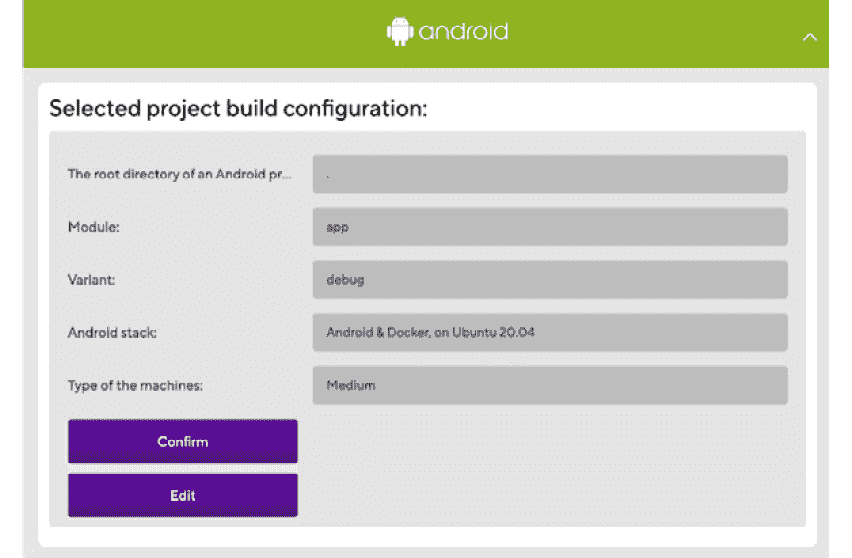 android
Selected project build configuration:
The root directory of an Android pr... .
Module: app
Variant: debug
Android stack: Android & Docker, on Ubuntu 20.04
Type of the machines: Medium
Confirm
Edit